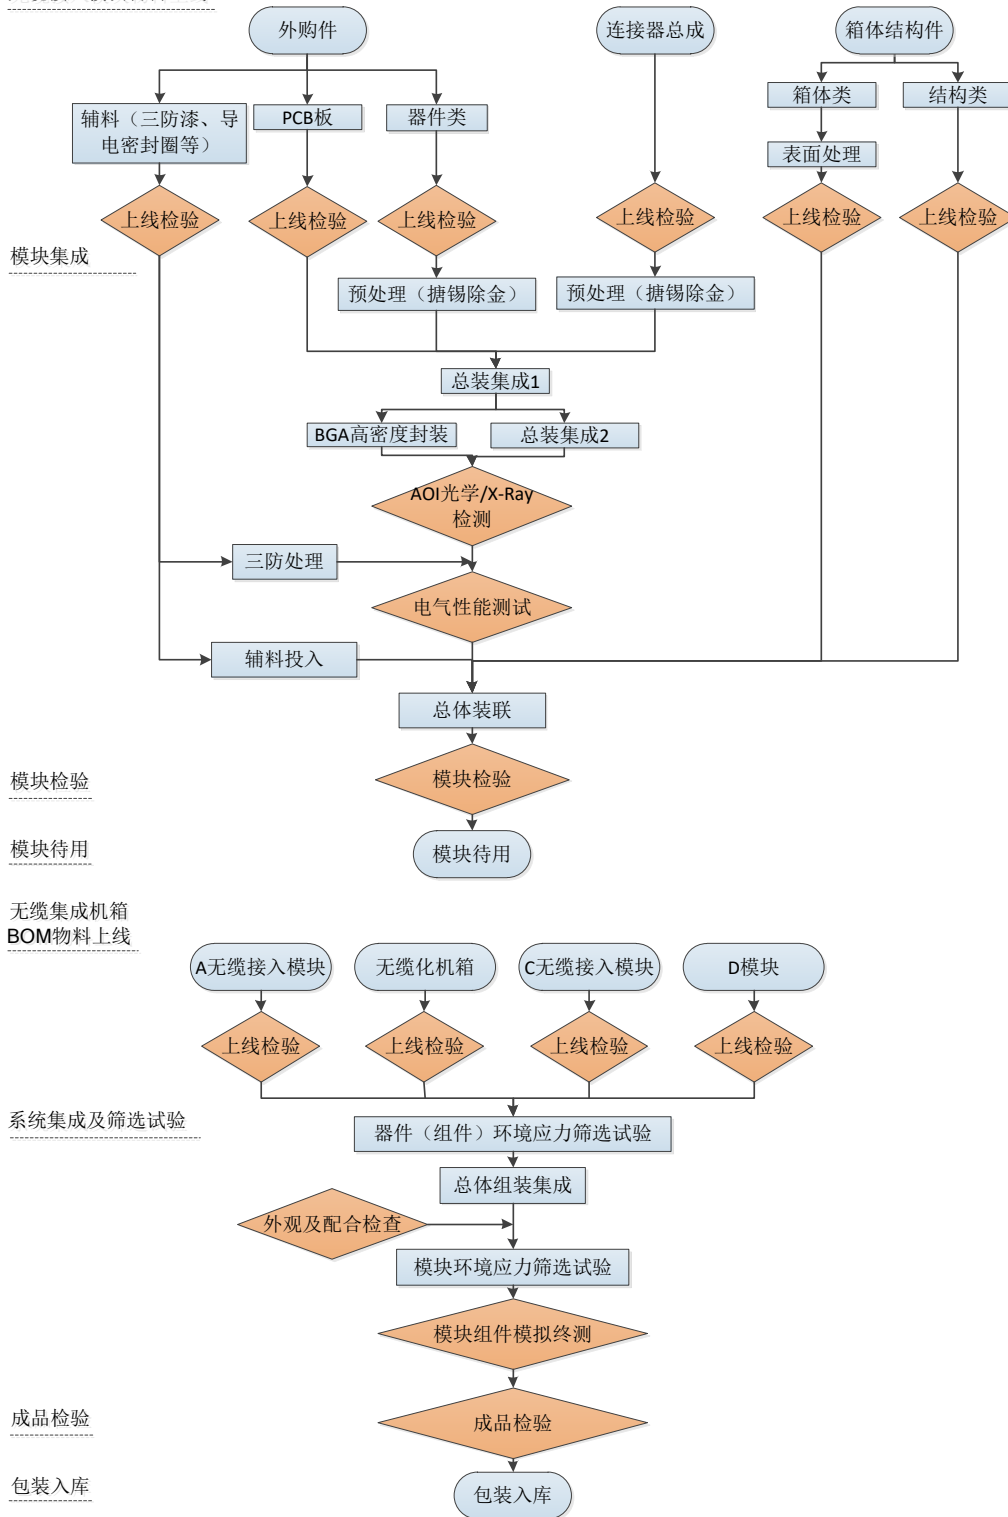 外购件
连接器总成
箱体结构件
辅料（三防漆、导
电密封圈等）
PCB板
器件类
箱体类
结构类
表面处理
上线检验
上线检验
上线检验
上线检验
上线检验
上线检验
模块集成
预处理（搪锡除金）
预处理（搪锡除金）
总装集成1
BGA高密度封装
总装集成2
AOI光学/X-Ray
检测
三防处理
电气性能测试
辅料投入
总体装联
模块检验
模块检验
模块待用
模块待用
无缆集成机箱
BOM物料上线
A无缆接入模块
无缆化机箱
C无缆接入模块
D模块
上线检验
上线检验
上线检验
上线检验
系统集成及筛选试验
器件（组件）环境应力筛选试验
总体组装集成
外观及配合检查
模块环境应力筛选试验
模块组件模拟终测
成品检验
成品检验
包装入库
包装入库